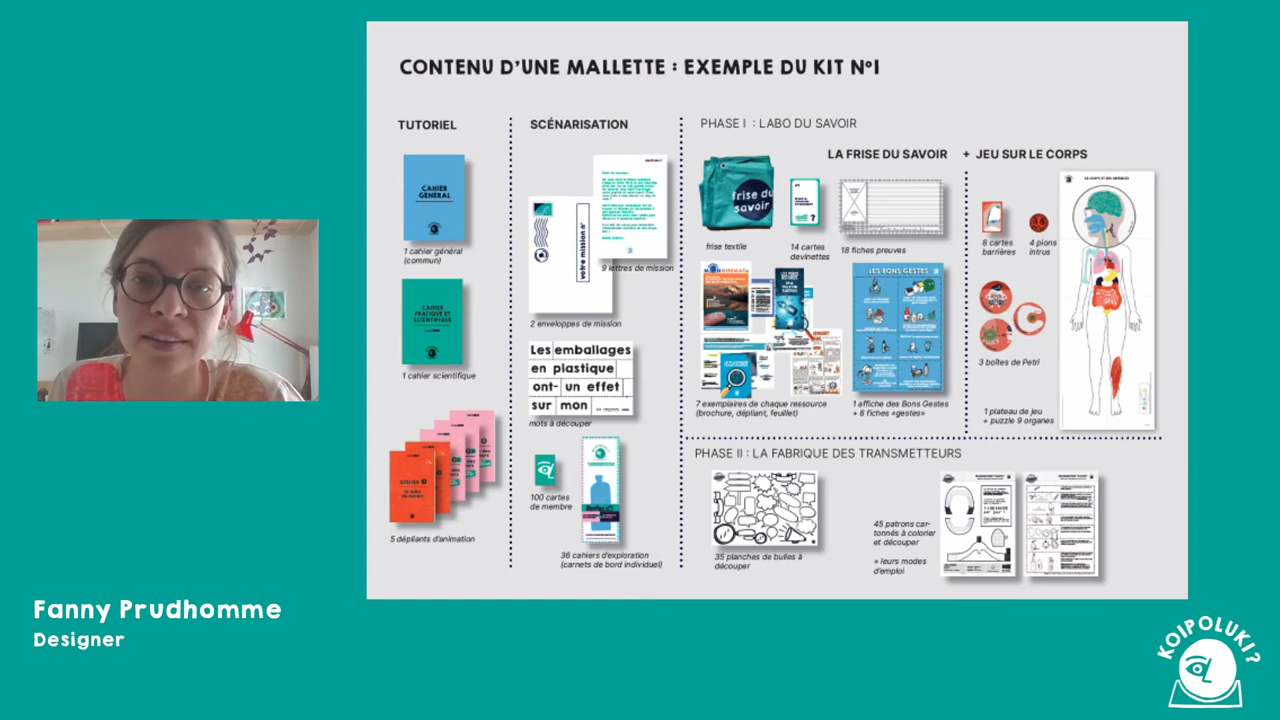 CONTENU D'UNE MALLETTE : EXEMPLE DU KIT N°1
TUTORIEL
CAHIER
GÉNÉRAL
1 cahier général
(commun)
CAHIER
PRATIQUE ET
SCIENTIFIQUE
1 cahier scientifique
5 dépliants d'animation
SCÉNARISATION
votre mission n°
9 lettres de mission
2 enveloppes de mission
Les emballages
en plastique
ont- un effet
sur mon
mots à découper
100 cartes
de membre
36 cahiers d'exploration
(carnets de bord individuel)
PHASE I : LABO DU SAVOIR
LA FRISE DU SAVOIR + JEU SUR LE CORPS
frise du
savoir
frise textile
14 cartes
devinettes
18 fiches preuves
7 exemplaires de chaque ressource
(brochure, dépliant, feuillet)
LES BONS GESTES
1 affiche des Bons Gestes
+ 8 fiches «gestes»
8 cartes
barrières
4 pions
intrus
3 boîtes de Petri
1 plateau de jeu
+ puzzle 9 organes
PHASE II : LA FABRIQUE DES TRANSMETTEURS
35 planches de bulles à
découper
45 patrons car-
tonnés à colorier
et découper
+ leurs modes
d'emploi
Fanny Prudhomme
Designer
KOIPOLUKI?